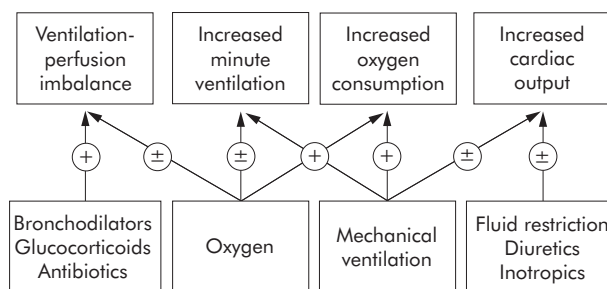 Ventilation-
perfusion
imbalance
Increased
minute
ventilation
Increased
oxygen
consumption
Increased
cardiac
output
+
±
±
+
+
±
±
Bronchodilators
Glucocorticoids
Antibiotics
Oxygen
Mechanical
ventilation
Fluid restriction
Diuretics
Inotropics